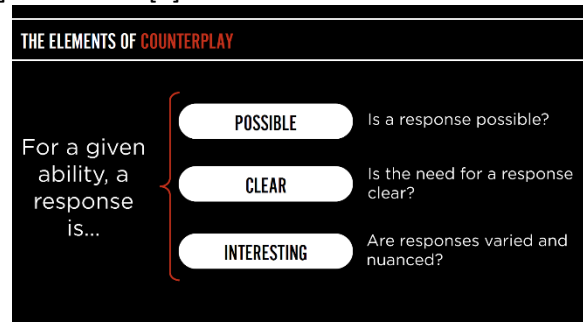 THE ELEMENTS OF COUNTERPLAY
For a given
ability, a
response
is...
POSSIBLE
Is a response possible?
CLEAR
Is the need for a response
clear?
INTERESTING
Are responses varied and
nuanced?